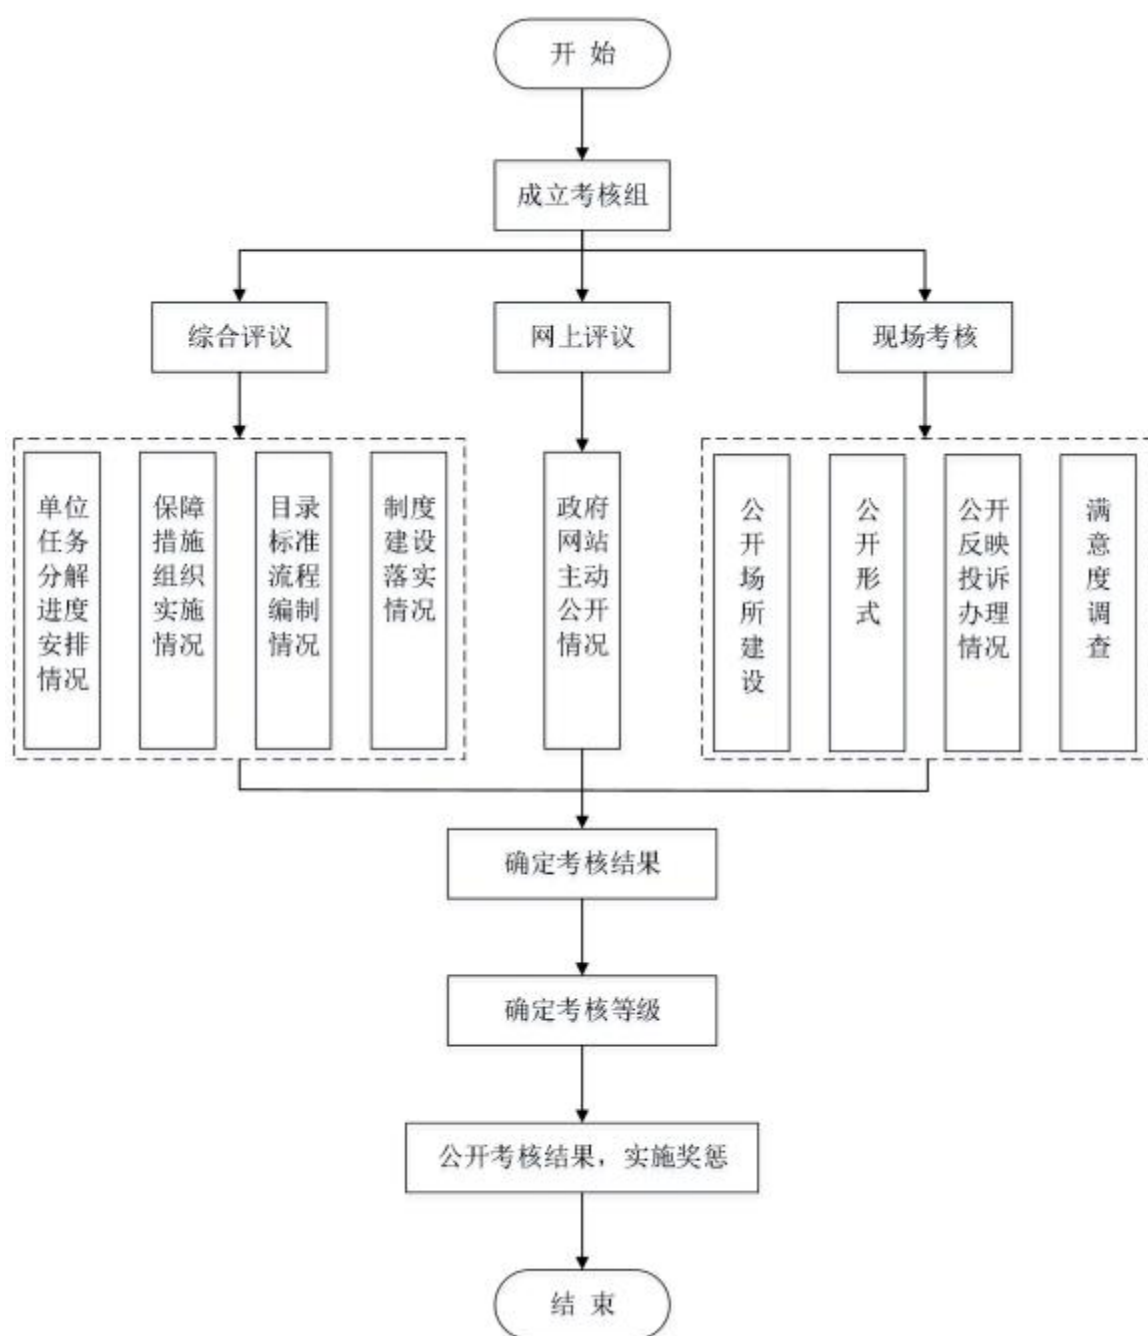 开 始
成立考核组
综合评议
网上评议
现场考核
单位
任务
分解
进度
安排
情况
保障
措施
组织
实施
情况
目录
标准
流程
编制
情况
制度
建设
落实
情况
政府
网站
主动
公开
情况
公
开
场
所
建
设
公
开
形
式
公开
反映
投诉
办理
情况
满
意
度
调
查
确定考核结果
确定考核等级
公开考核结果，实施奖惩
结 束